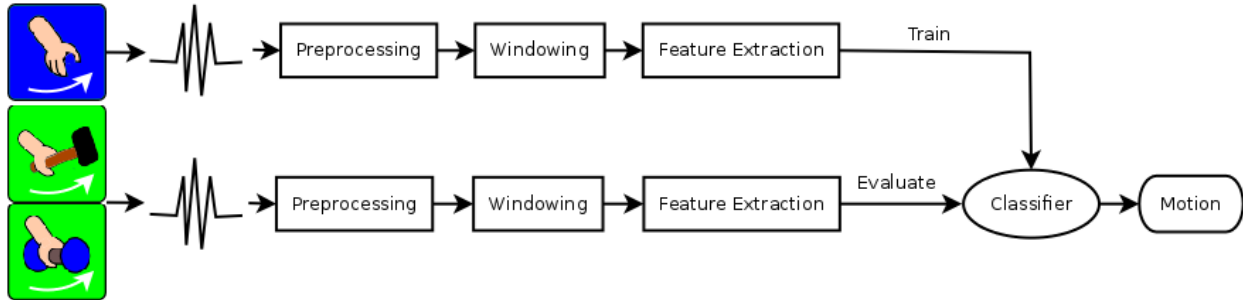 Preprocessing
Windowing
Feature Extraction
Train
Preprocessing
Windowing
Feature Extraction
Evaluate
Classifier
Motion